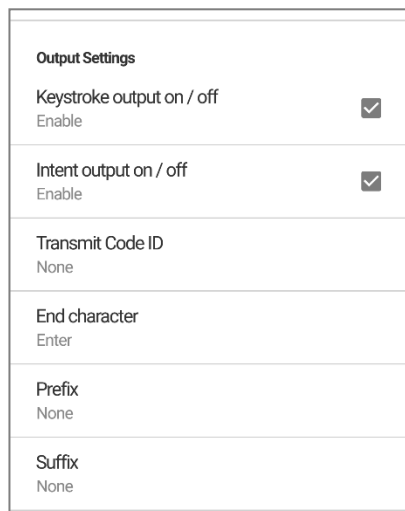 Output Settings
Keystroke output on / off
Enable
Intent output on / off
Enable
Transmit Code ID
None
End character
Enter
Prefix
None
Suffix
None